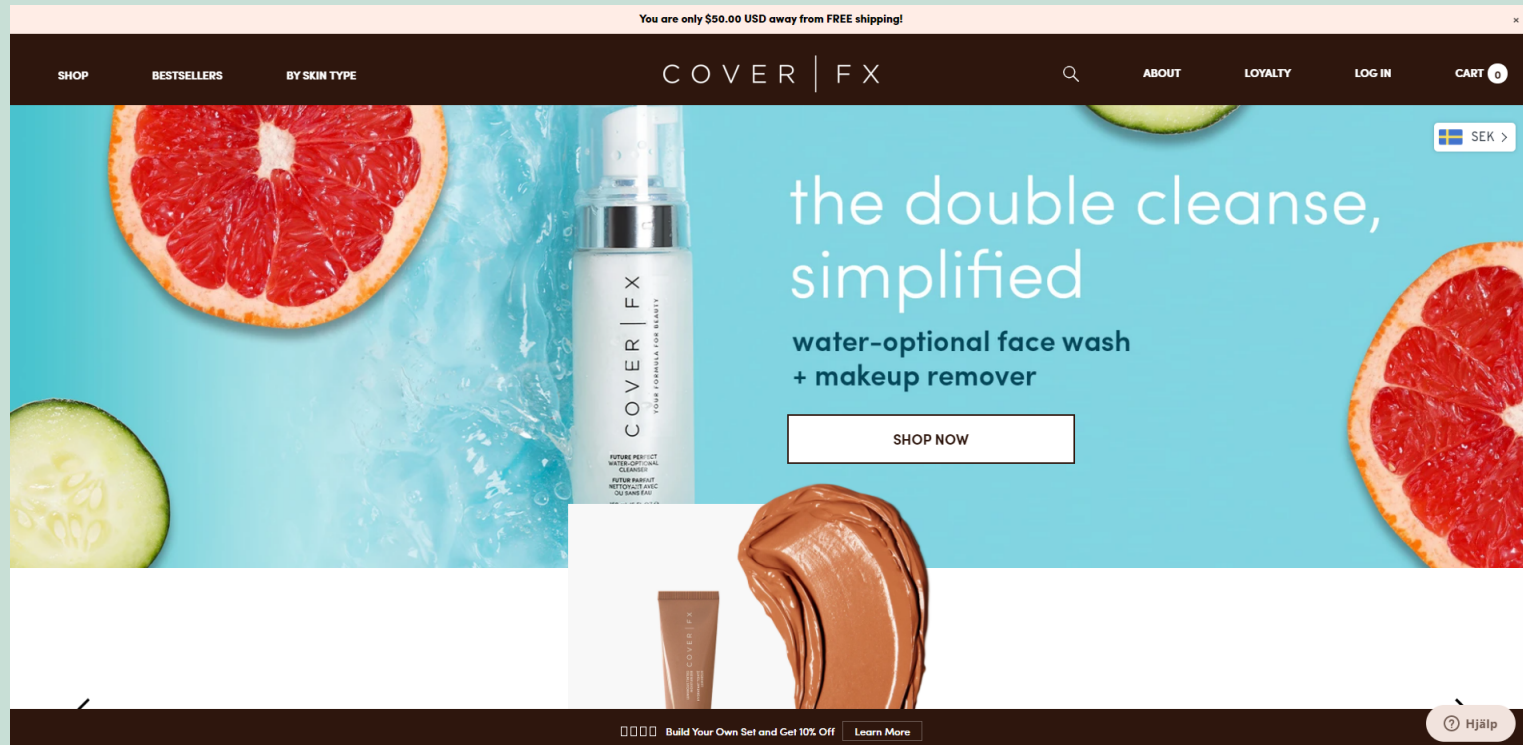 You are only $50.00 USD away from FREE shipping!
×
SHOP BESTSELLERS BY SKIN TYPE COVER | FX ABOUT LOYALTY LOG IN CART 0
SEK >
the double cleanse,
simplified
water-optional face wash
+ makeup remover
SHOP NOW
COVER | FX
YOUR FORMULA FOR BEAUTY
FUTURE PERFECT
WATER-OPTIONAL
CLEANSER
FUTUR PARFAIT
NETTOYANT AVEC
OU SANS EAU
COVER | FX
Build Your Own Set and Get 10% Off Learn More
Hjälp